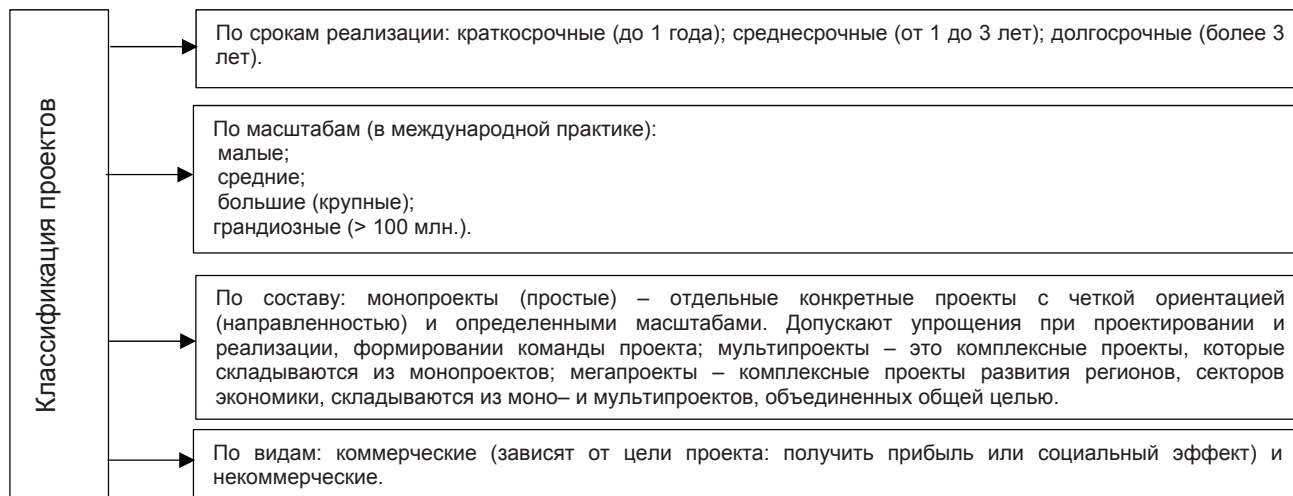 Классификация проектов
По срокам реализации: краткосрочные (до 1 года); среднесрочные (от 1 до 3 лет); долгосрочные (более 3
лет).
По масштабам (в международной практике):
малые;
средние;
большие (крупные);
грандиозные (> 100 млн.).
По составу: монопроекты (простые) – отдельные конкретные проекты с четкой ориентацией
(направленностью) и определенными масштабами. Допускают упрощения при проектировании и
реализации, формировании команды проекта; мультипроекты – это комплексные проекты, которые
складываются из монопроектов; мегапроекты – комплексные проекты развития регионов, секторов
экономики, складываются из моно– и мультипроектов, объединенных общей целью.
По видам: коммерческие (зависят от цели проекта: получить прибыль или социальный эффект) и
некоммерческие.